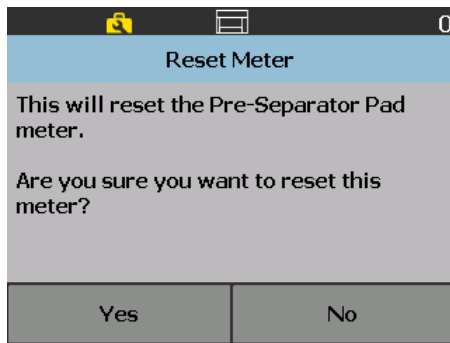 0
Reset Meter
This will reset the Pre-Separator Pad
meter.
Are you sure you want to reset this
meter?
Yes
No